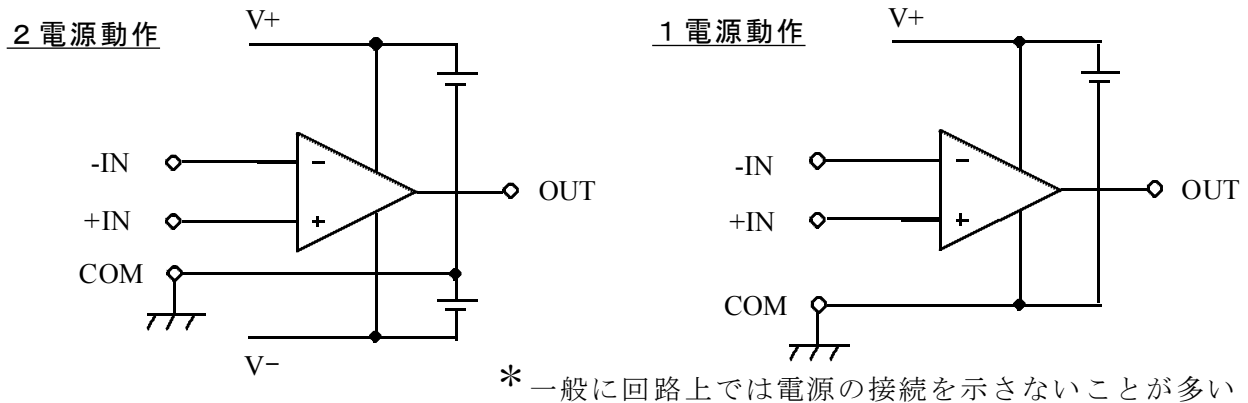 2電源動作
V+
-IN
+IN
COM
OUT
V−
1電源動作
V+
-IN
+IN
COM
OUT
*一般に回路上では電源の接続を示さないことが多い